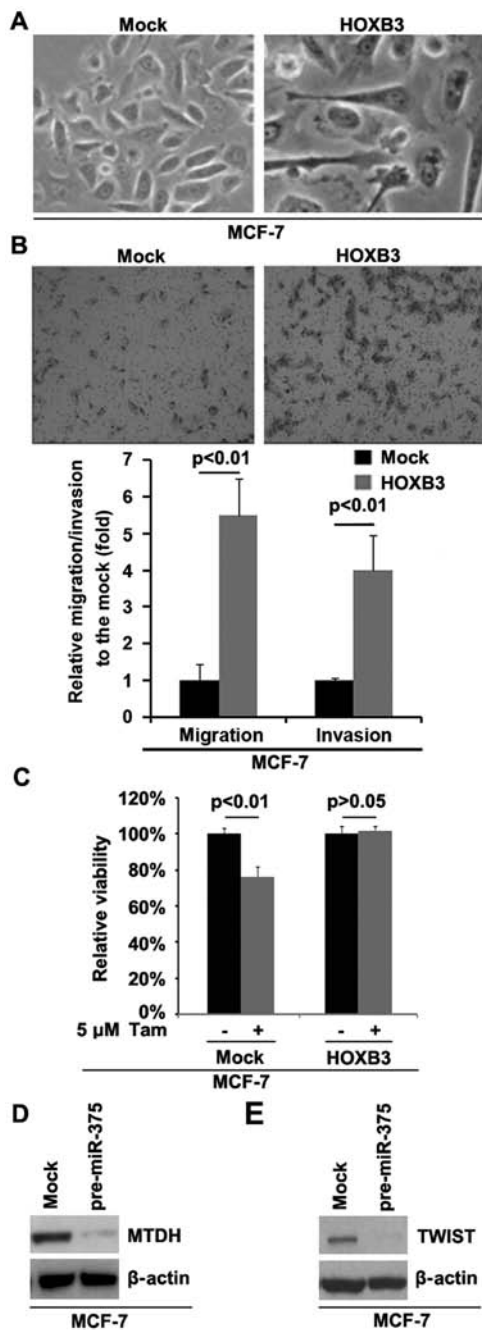 A
Mock HOXB3
MCF-7
B
Mock HOXB3
Relative migration/invasion
to the mock (fold)
7
6
5
4
3
2
1
0
p<0.01
Mock
HOXB3
p<0.01
Migration Invasion
MCF-7
C
Relative viability
120%
100%
80%
60%
40%
20%
0%
p<0.01 p>0.05
5 µM Tam - + - +
Mock HOXB3
MCF-7
D
Mock
pre-miR-375
MTDH
β-actin
MCF-7
E
Mock
pre-miR-375
TWIST
β-actin
MCF-7